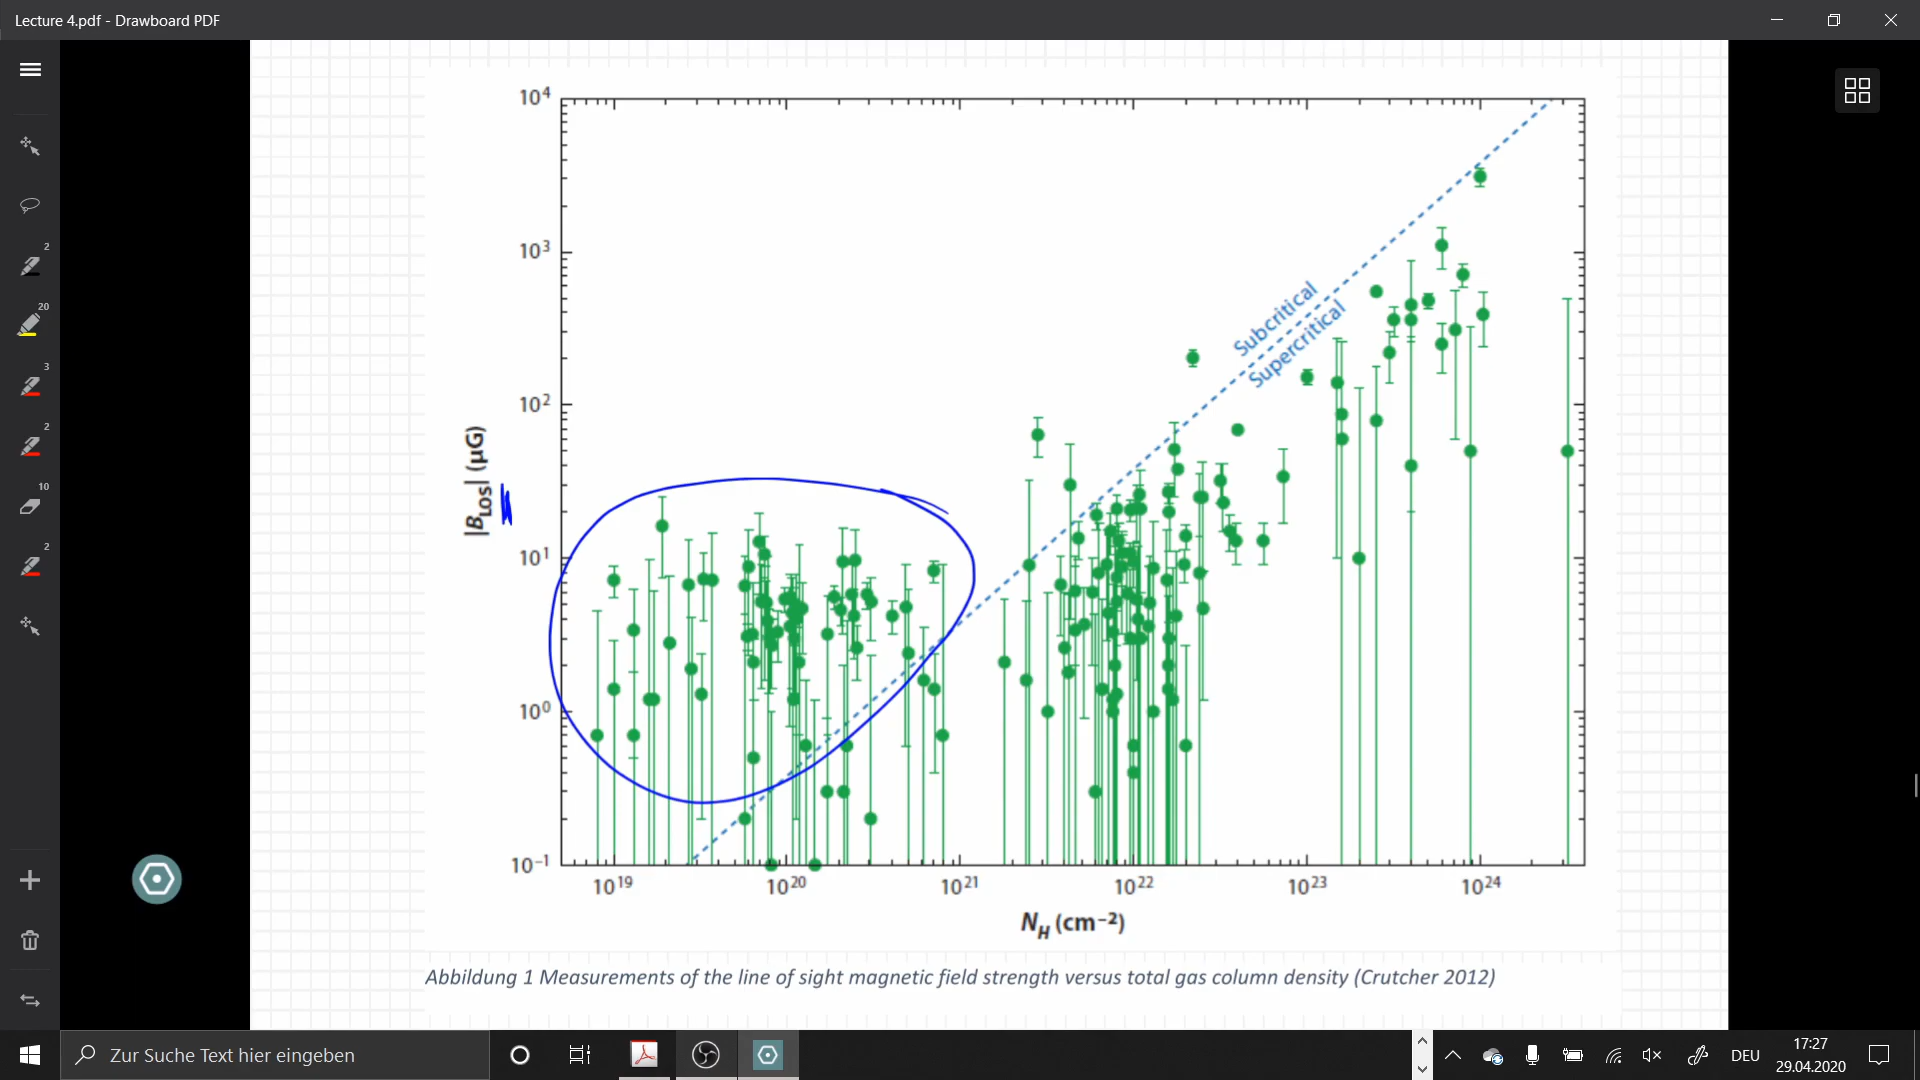 Lecture 4.pdf - Drawboard PDF
2
20
3
2
10
2
10⁴
10³
10²
10¹
10⁰
10⁻¹
|B_LOS| (μG)
Subcritical
Supercritical
10¹⁹ 10²⁰ 10²¹ 10²² 10²³ 10²⁴
N_H (cm⁻²)
Abbildung 1 Measurements of the line of sight magnetic field strength versus total gas column density (Crutcher 2012)
Zur Suche Text hier eingeben
DEU
17:27
29.04.2020